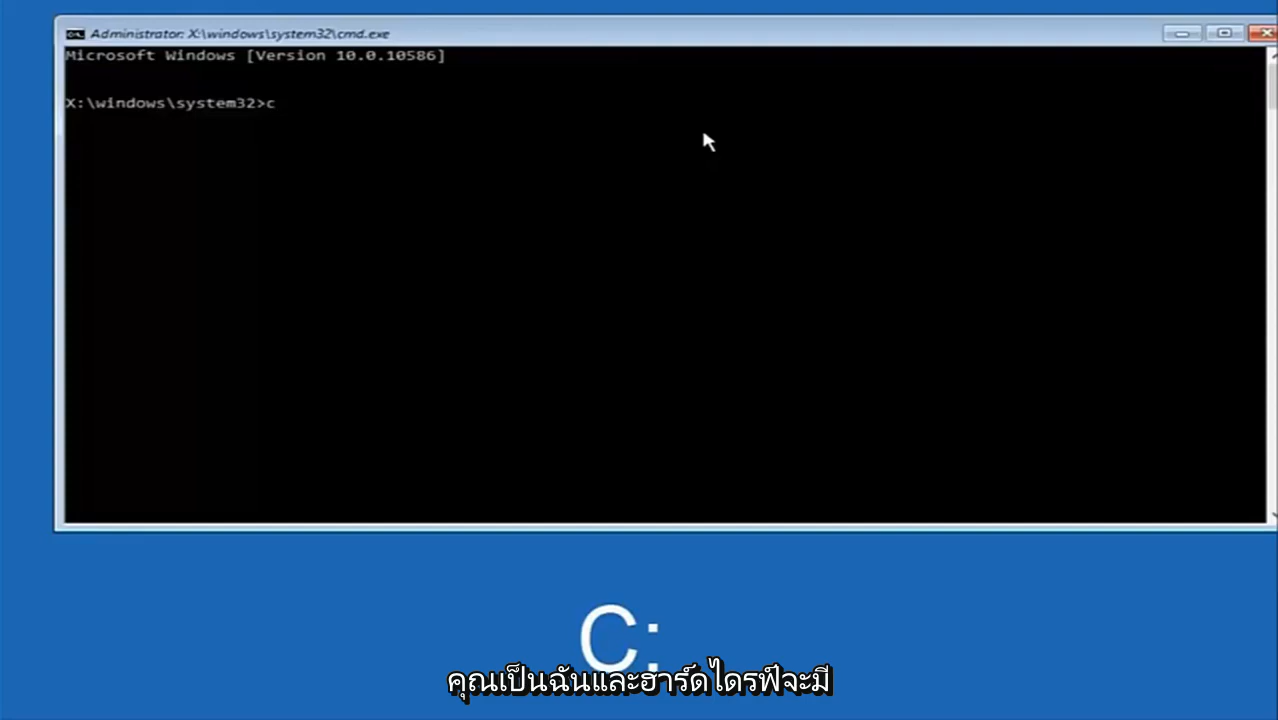 Administrator: X:\windows\system32\cmd.exe
Microsoft Windows [Version 10.0.10586]
X:\windows\system32>c
C:
คุณเป็นฉันและฮาร์ดไดรฟ์จะมี